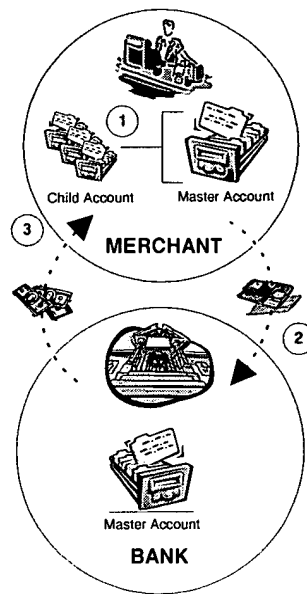 1
Child Account
Master Account
3
MERCHANT
2
Master Account
BANK